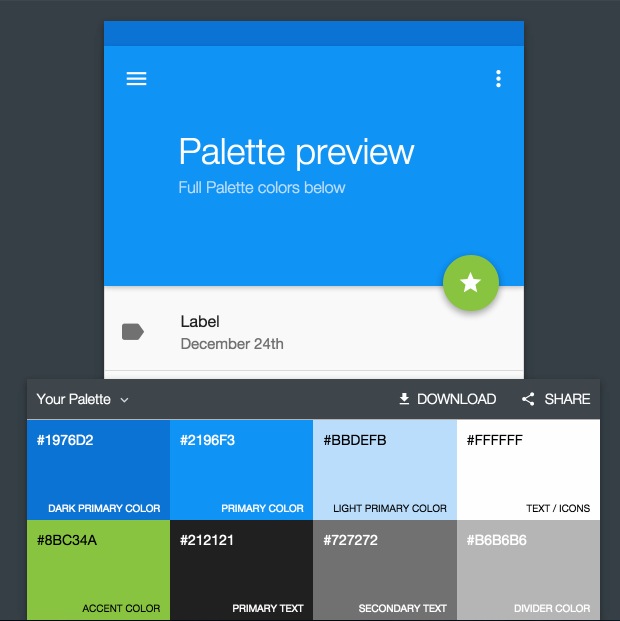 Palette preview
Full Palette colors below
Label
December 24th
Your Palette
DOWNLOAD
SHARE
#1976D2
#2196F3
#BBDEFB
#FFFFFF
DARK PRIMARY COLOR
PRIMARY COLOR
LIGHT PRIMARY COLOR
TEXT / ICONS
#8BC34A
#212121
#727272
#B6B6B6
ACCENT COLOR
PRIMARY TEXT
SECONDARY TEXT
DIVIDER COLOR